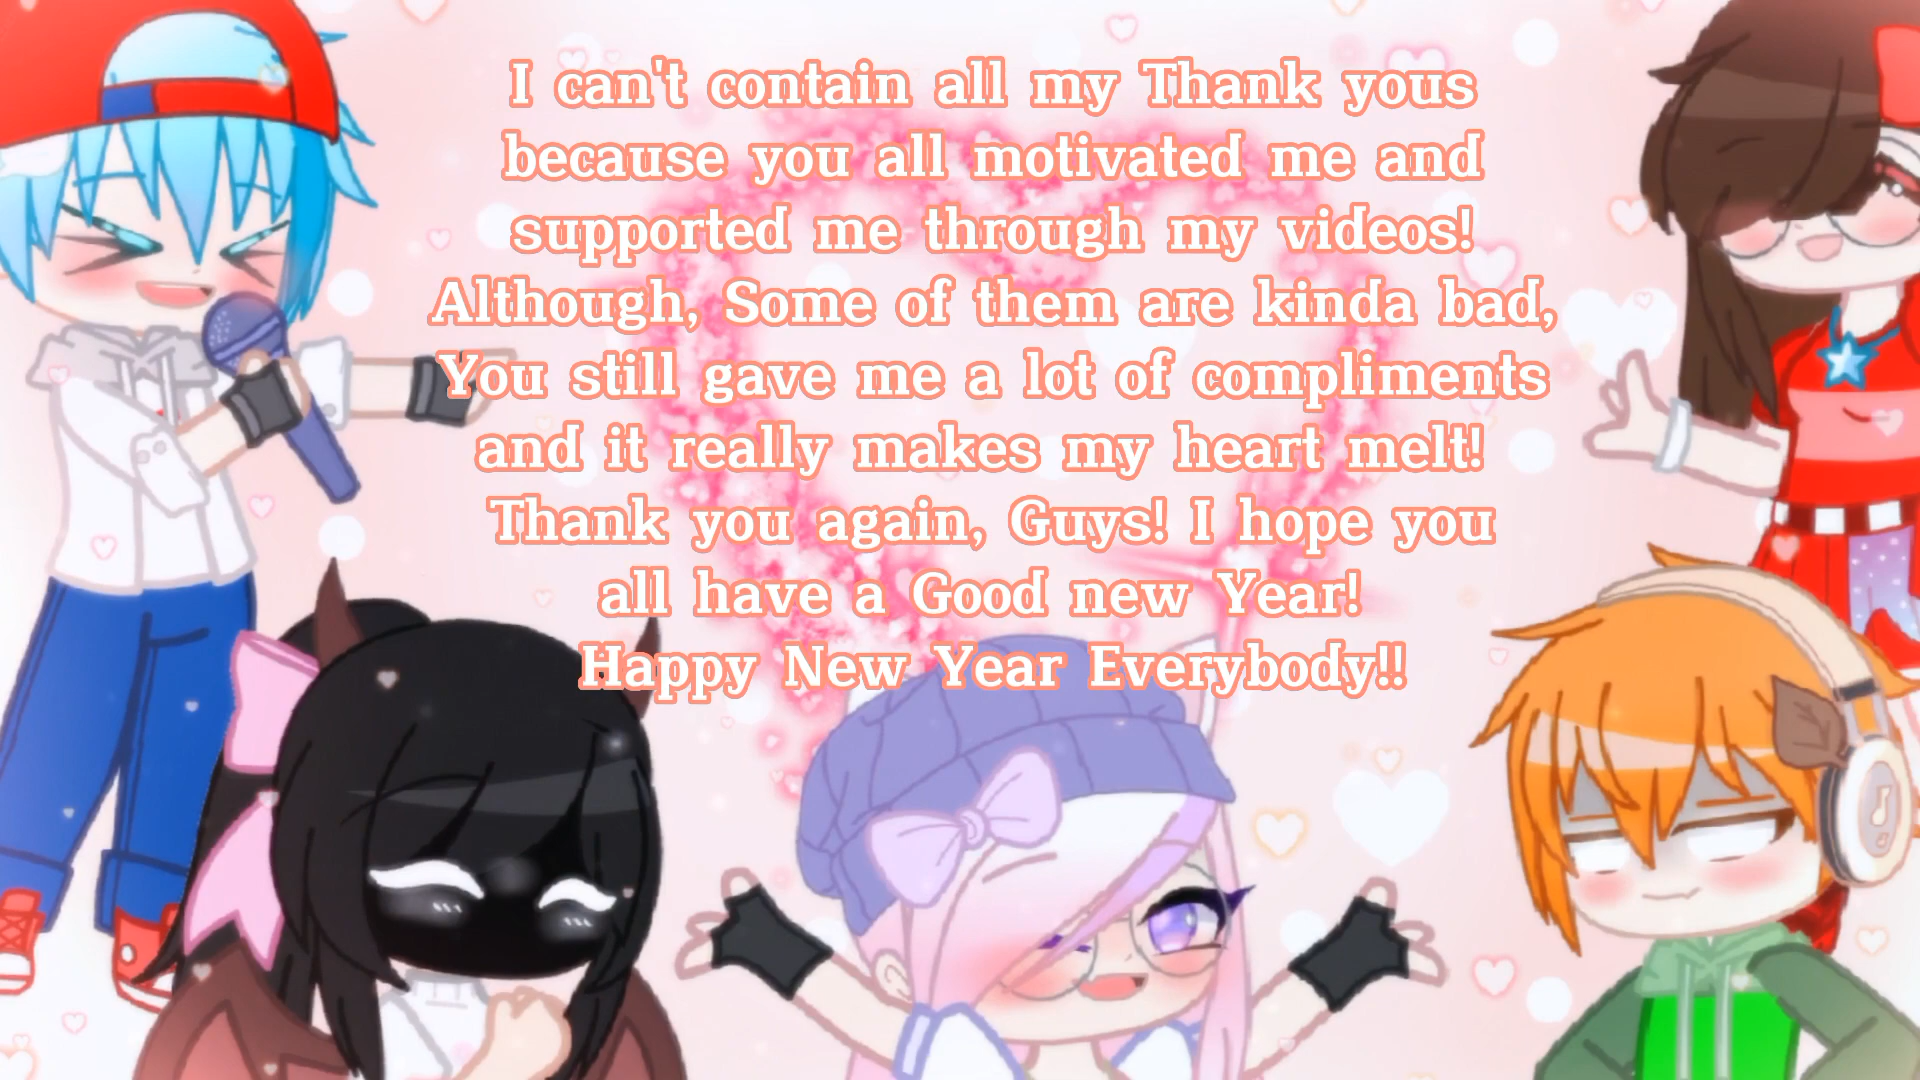 I can't contain all my Thank yous
because you all motivated me and
supported me through my videos!
Although, Some of them are kinda bad,
You still gave me a lot of compliments
and it really makes my heart melt!
Thank you again, Guys! I hope you
all have a Good new Year!
Happy New Year Everybody!!